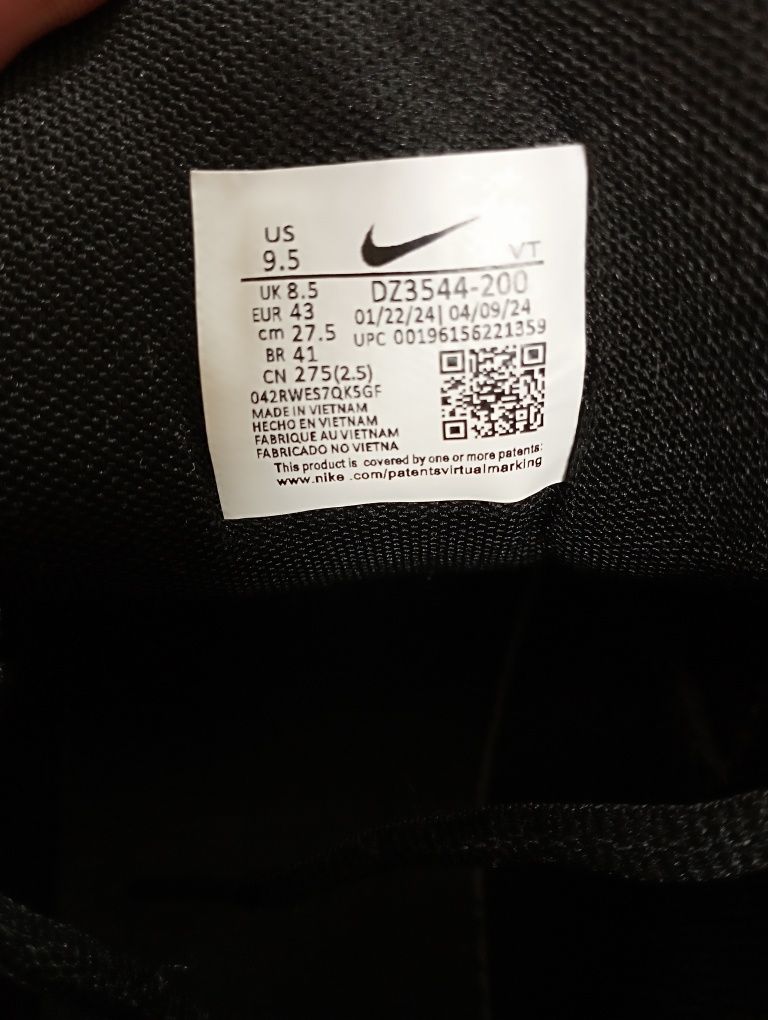 US
9.5
VT
UK 8.5
EUR 43
cm 27.5
BR 41
CN 275(2.5)
DZ3544-200
01/22/24| 04/09/24
UPC 00196156221359
042RWES7QK5GF
MADE IN VIETNAM
HECHO EN VIETNAM
FABRIQUE AU VIETNAM
FABRICADO NO VIETNA
This product is covered by one or more patents:
www.nike .com/patentsvirtualmarking